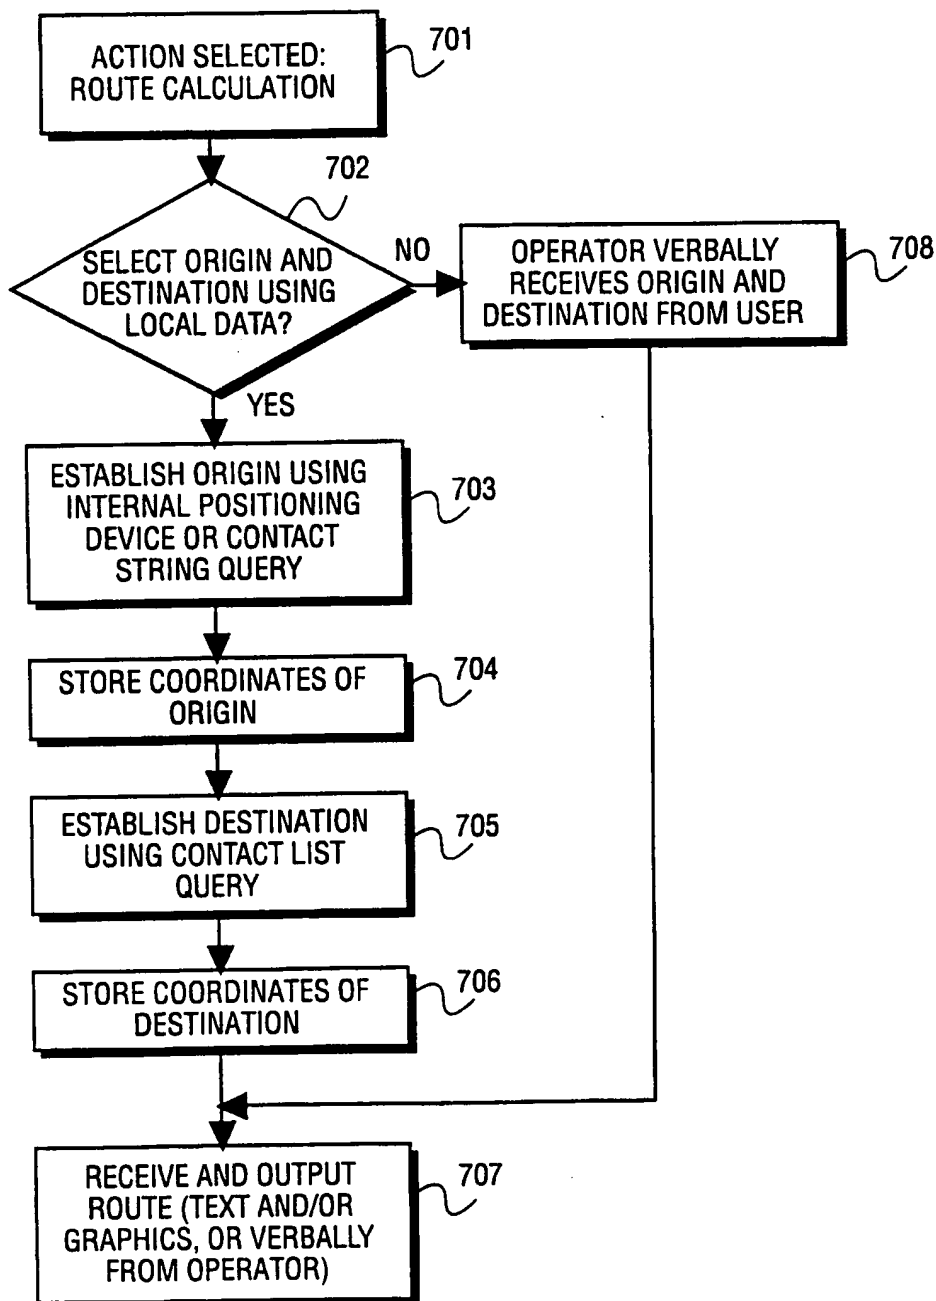 ACTION SELECTED:
ROUTE CALCULATION
701
702
SELECT ORIGIN AND
DESTINATION USING
LOCAL DATA?
NO
OPERATOR VERBALLY
RECEIVES ORIGIN AND
DESTINATION FROM USER
708
YES
ESTABLISH ORIGIN USING
INTERNAL POSITIONING
DEVICE OR CONTACT
STRING QUERY
703
STORE COORDINATES OF
ORIGIN
704
ESTABLISH DESTINATION
USING CONTACT LIST
QUERY
705
STORE COORDINATES OF
DESTINATION
706
RECEIVE AND OUTPUT
ROUTE (TEXT AND/OR
GRAPHICS, OR VERBALLY
FROM OPERATOR)
707